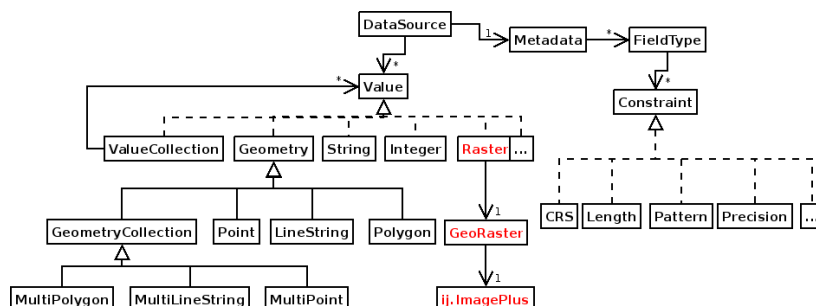 DataSource
1
Metadata
*
FieldType
*
*
*
Value
Constraint
ValueCollection
Geometry
String
Integer
Raster
...
CRS
Length
Pattern
Precision
...
1
GeometryCollection
Point
LineString
Polygon
GeoRaster
1
MultiPolygon
MultiLineString
MultiPoint
ij.ImagePlus